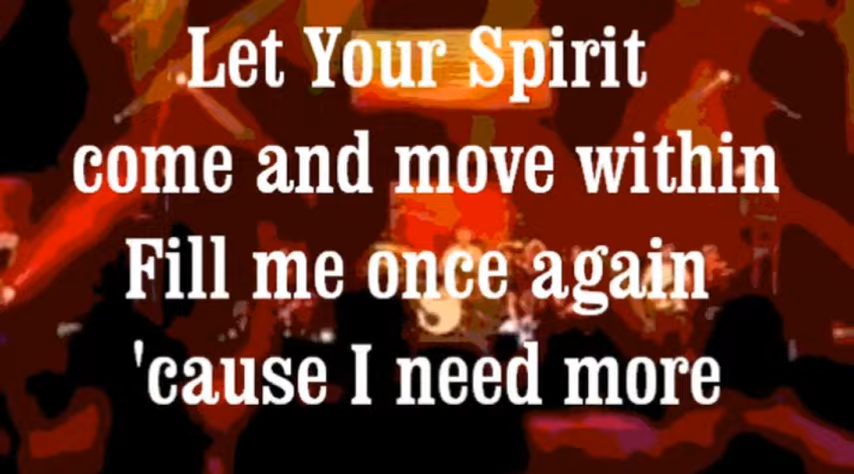 Let Your Spirit
come and move within
Fill me once again
'cause I need more